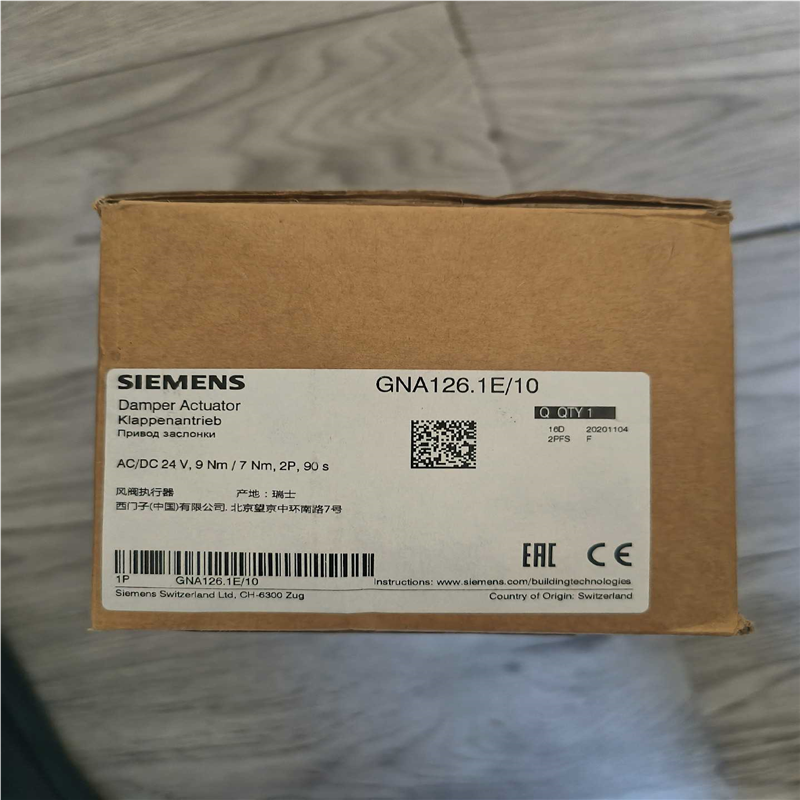 SIEMENS
GNA126.1E/10
Damper Actuator
Klappenantrieb
Привод заслонки
Q QTY 1
16D 20201104
2PFS F
AC/DC 24 V, 9 Nm / 7 Nm, 2P, 90 s
风阀执行器 产地：瑞士
西门子(中国)有限公司. 北京望京中环南路7号
EAC CE
1P GNA126.1E/10
Instructions: www.siemens.com/buildingtechnologies
Siemens Switzerland Ltd, CH-6300 Zug
Country of Origin: Switzerland